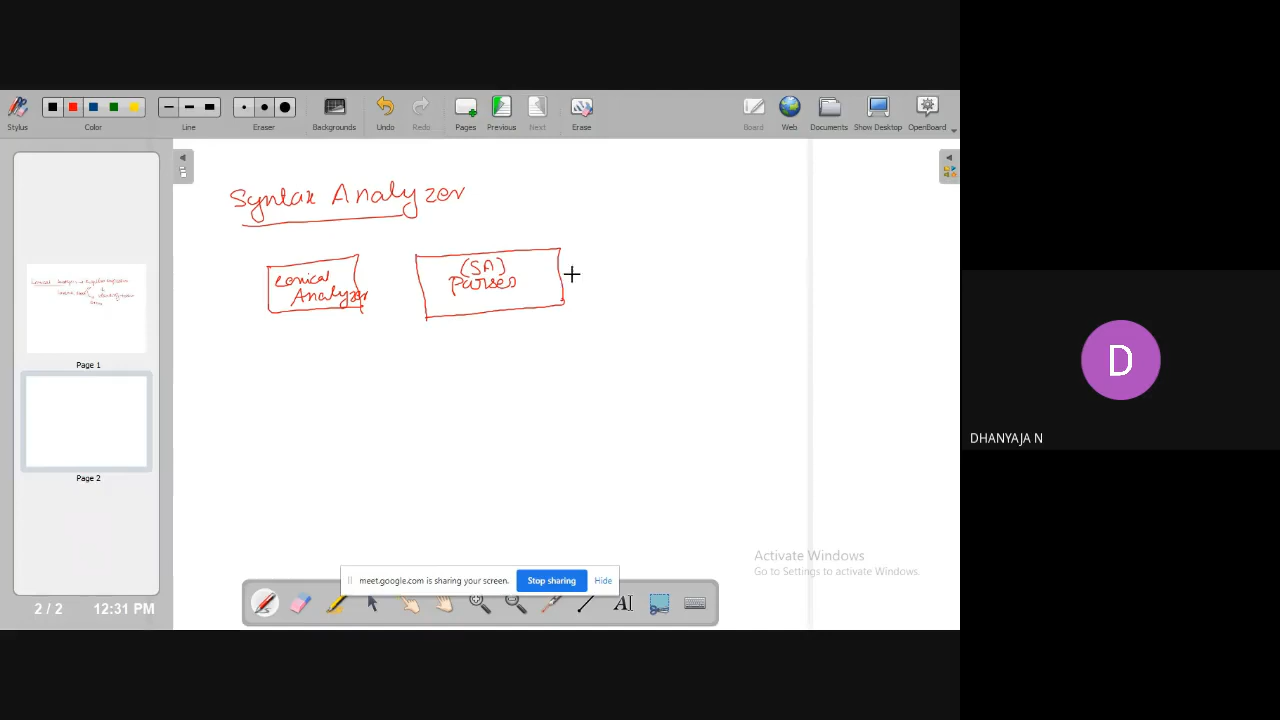 Stylus
Color
Line
Eraser
Backgrounds
Undo
Redo
Pages
Previous
Next
Erase
Board
Web
Documents
Show Desktop
OpenBoard
Syntax Analyzer
Lexical
Analyzer
(SA)
Parser
Page 1
Page 2
2 / 2
12:31 PM
meet.google.com is sharing your screen.
Stop sharing
Hide
Activate Windows
Go to Settings to activate Windows.
D
DHANYAJA N